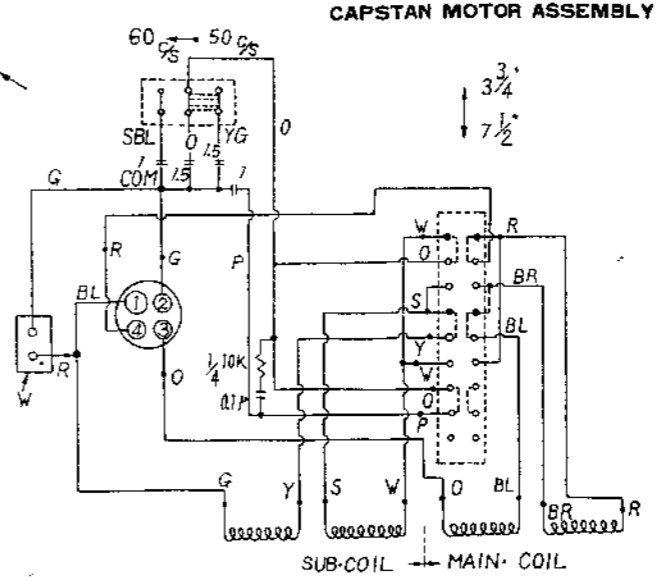 CAPSTAN MOTOR ASSEMBLY
60 C/S 50 C/S
3 3/4"
7 1/2"
SBL O YG
O
1 1.5 1.5 1
COM
G
R
G
P
W R
O
BL
1 2
4 3
S
BR
BL
Y
W
O
P
R
W
O
1/4 10K
0.1P
G Y S W O BL BR R
SUB·COIL MAIN· COIL